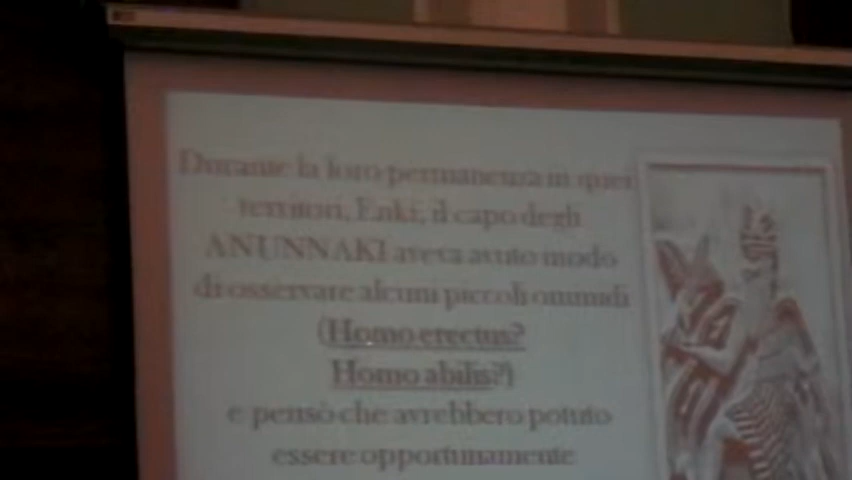 Durante la loro permanenza in quei
territori, Enki, il capo degli
ANUNNAKI aveva avuto modo
di osservare alcuni piccoli ominidi
(Homo erectus?
Homo abilis?)
e pensò che avrebbero potuto
essere opportunamente